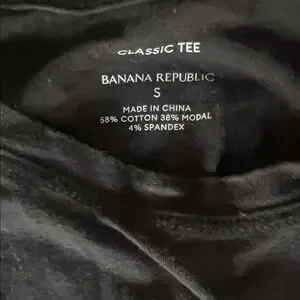 CLASSIC TEE
BANANA REPUBLIC
S
MADE IN CHINA
58% COTTON 38% MODAL
4% SPANDEX